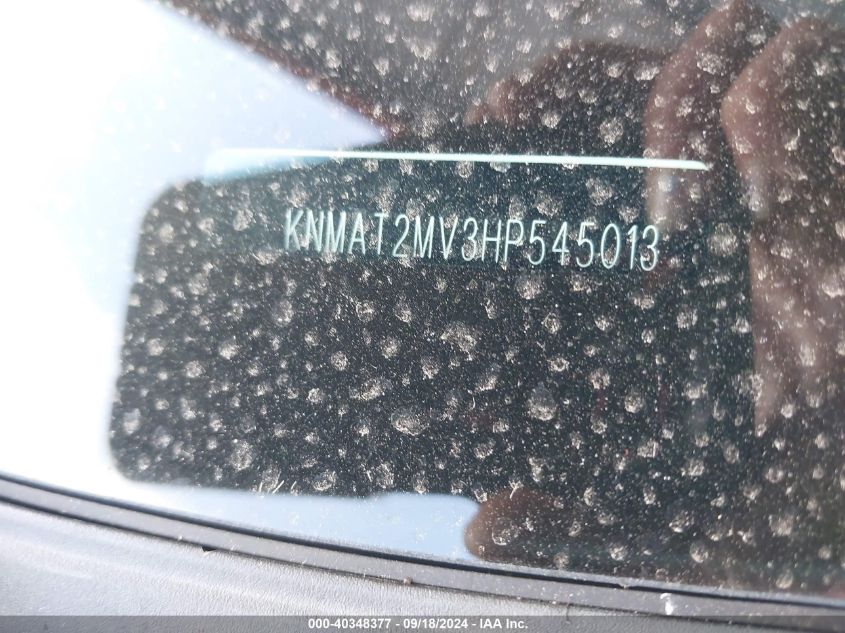 KNMAT2MV3HP545013
000-40348377 - 09/18/2024 - IAA Inc.